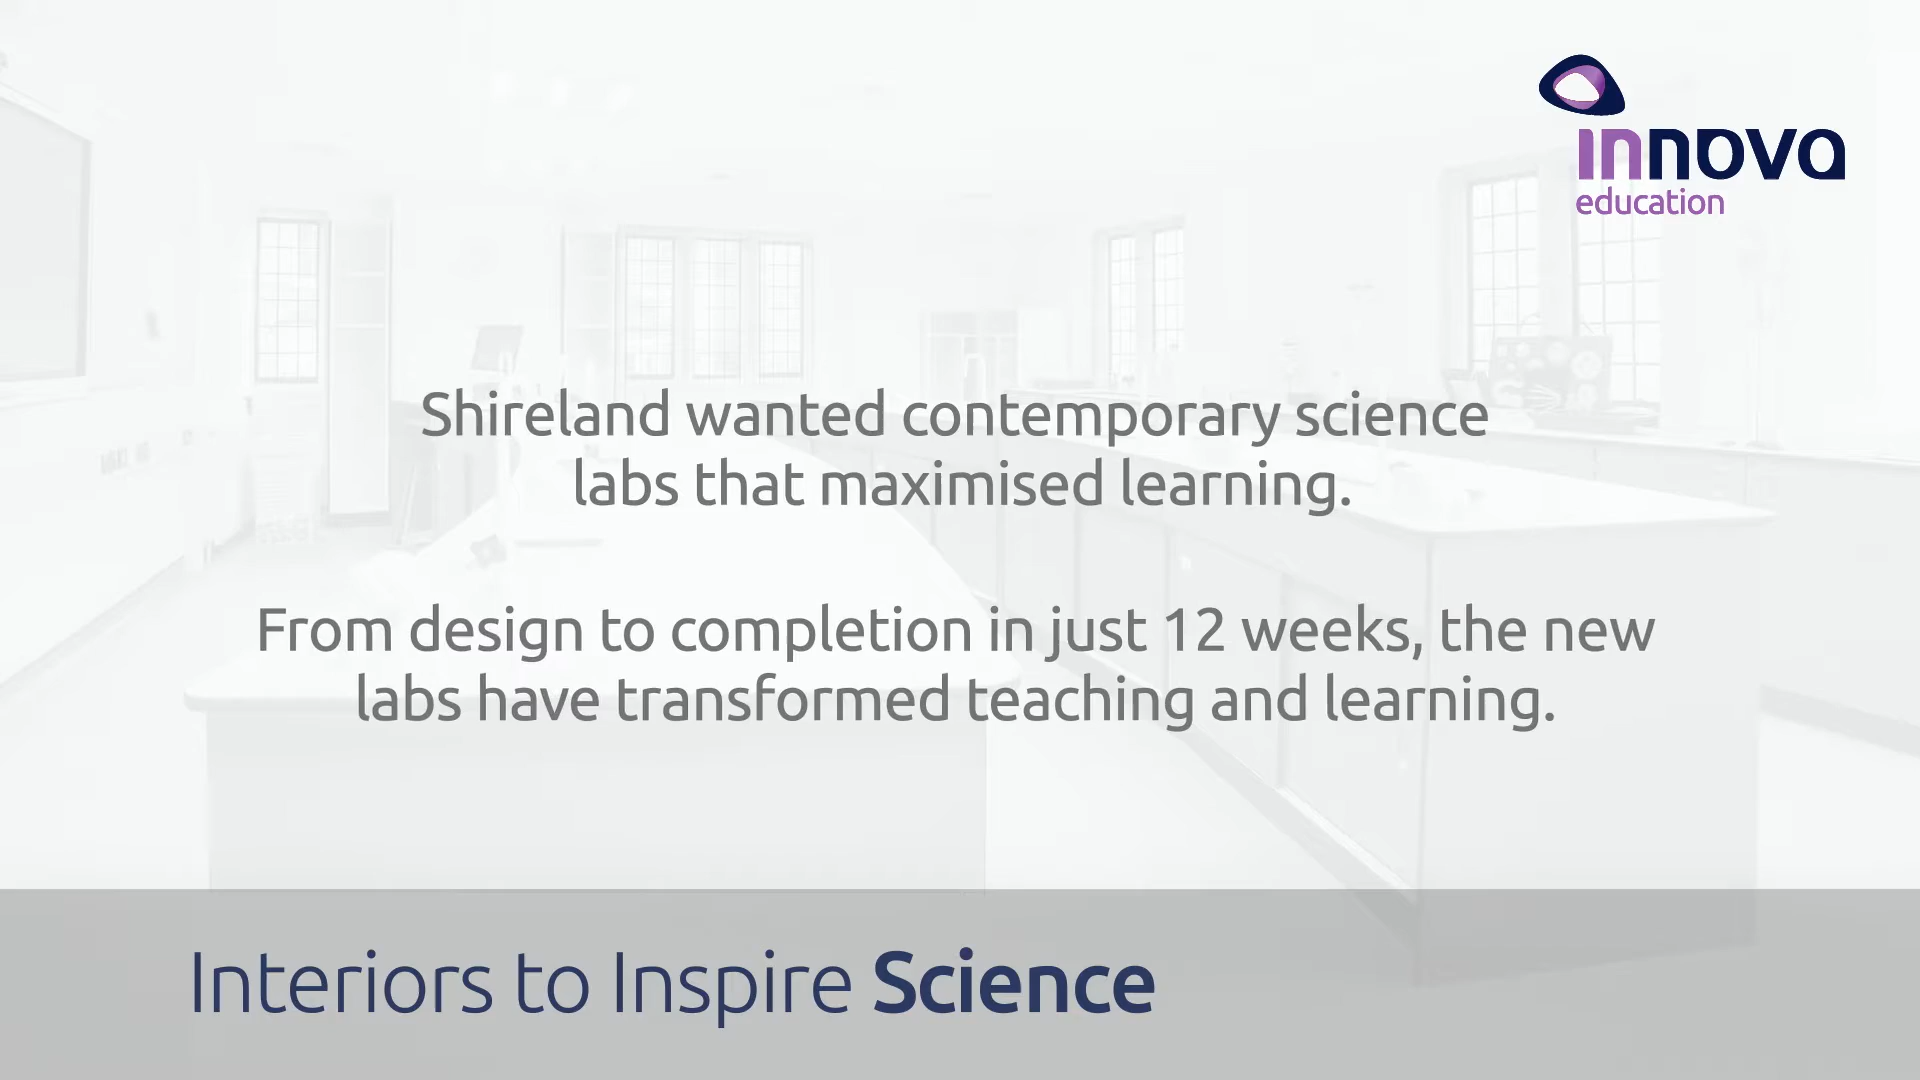 innova
education
Shireland wanted contemporary science
labs that maximised learning.
From design to completion in just 12 weeks, the new
labs have transformed teaching and learning.
Interiors to Inspire Science